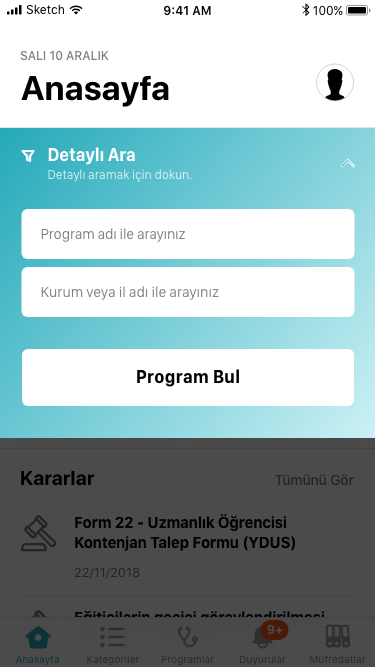 Sketch 9:41 AM 100%
SALI 10 ARALIK
Anasayfa
Detaylı Ara
Detaylı aramak için dokun.
Program adı ile arayınız
Kurum veya il adı ile arayınız
Program Bul
Kararlar Tümünü Gör
Form 22 - Uzmanlık Öğrencisi
Kontenjan Talep Formu (YDUS)
22/11/2018
Eğiticilerin geçici görevlendirilmesi
9+
Anasayfa Kategoriler Programlar Duyurular Müfredatlar